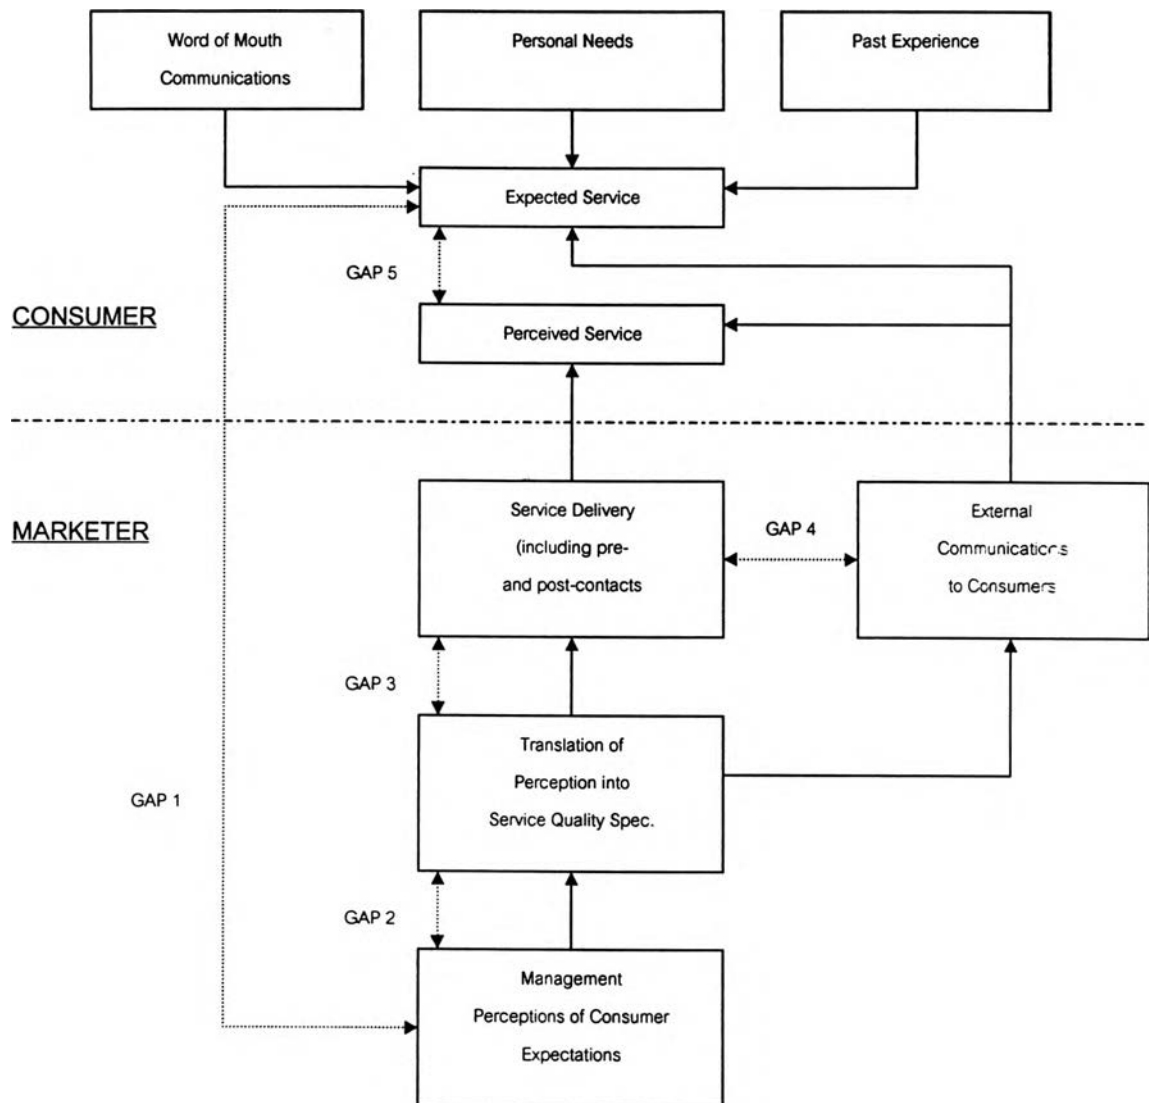 Word of Mouth
Communications
Personal Needs
Past Experience
Expected Service
GAP 5
CONSUMER
Perceived Service
MARKETER
Service Delivery
(including pre-
and post-contacts
GAP 4
External
Communications
to Consumers
GAP 3
Translation of
Perception into
Service Quality Spec.
GAP 1
GAP 2
Management
Perceptions of Consumer
Expectations